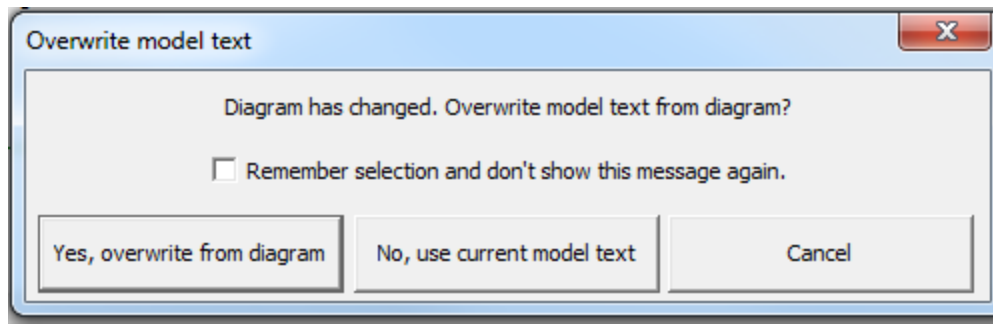 Overwrite model text
Diagram has changed. Overwrite model text from diagram?
Remember selection and don't show this message again.
Yes, overwrite from diagram
No, use current model text
Cancel